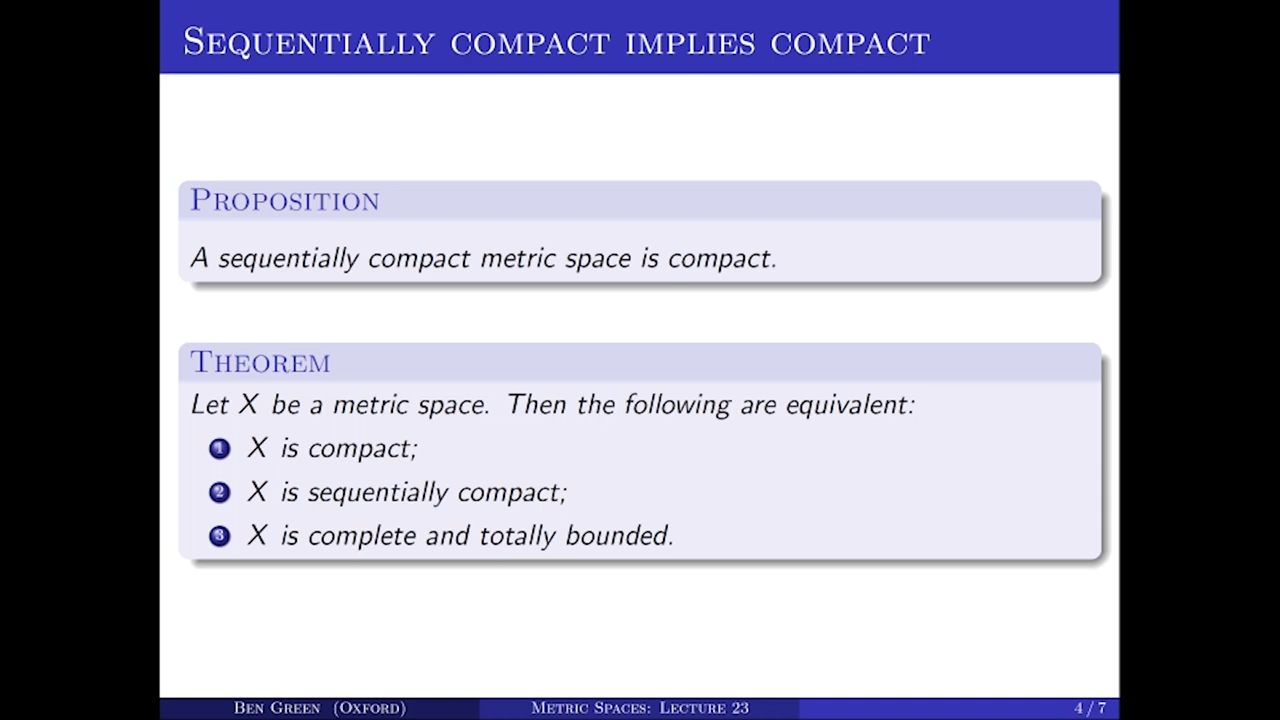 Sequentially compact implies compact
Proposition
A sequentially compact metric space is compact.
Theorem
Let X be a metric space. Then the following are equivalent:
1 X is compact;
2 X is sequentially compact;
3 X is complete and totally bounded.
Ben Green (Oxford) Metric Spaces: Lecture 23 4 / 7